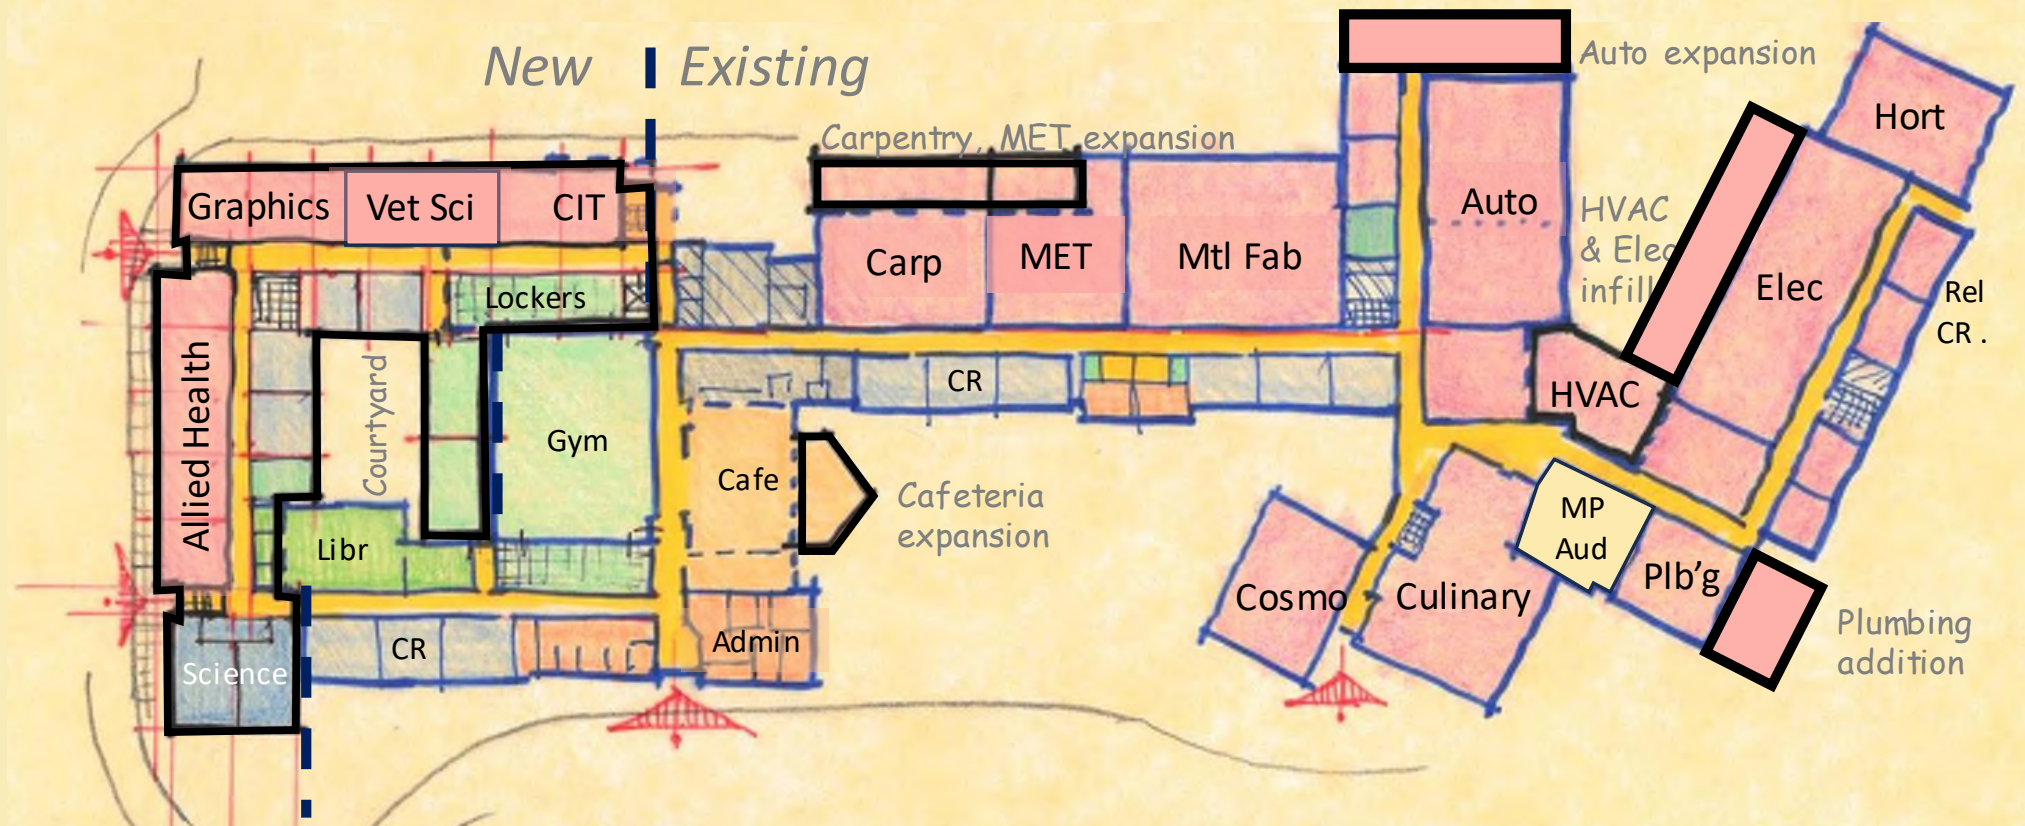 New
Existing
Auto expansion
Carpentry, MET expansion
Hort
Graphics
Vet Sci
CIT
Auto
HVAC
& Elec
infill
Carp
MET
Mtl Fab
Elec
Lockers
Rel
CR .
Allied Health
Courtyard
CR
HVAC
Gym
Cafe
Cafeteria
expansion
MP
Aud
Libr
Plb’g
Cosmo
Culinary
CR
Admin
Science
Plumbing
addition